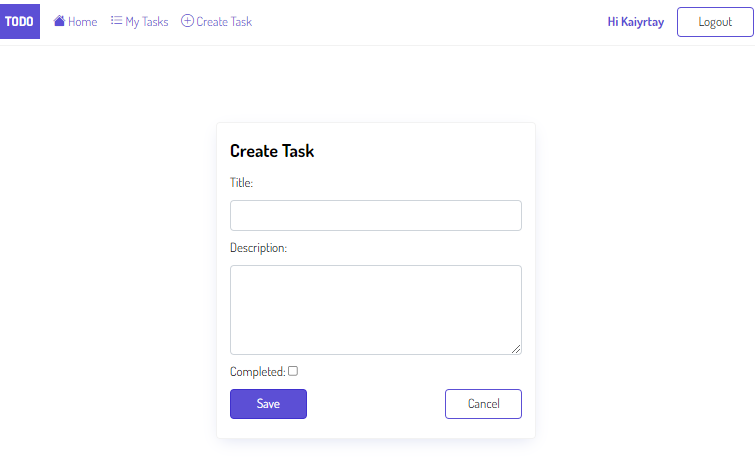 TODO Home My Tasks Create Task Hi Kaiyrtay Logout
Create Task
Title:
Description:
Completed:
Save Cancel